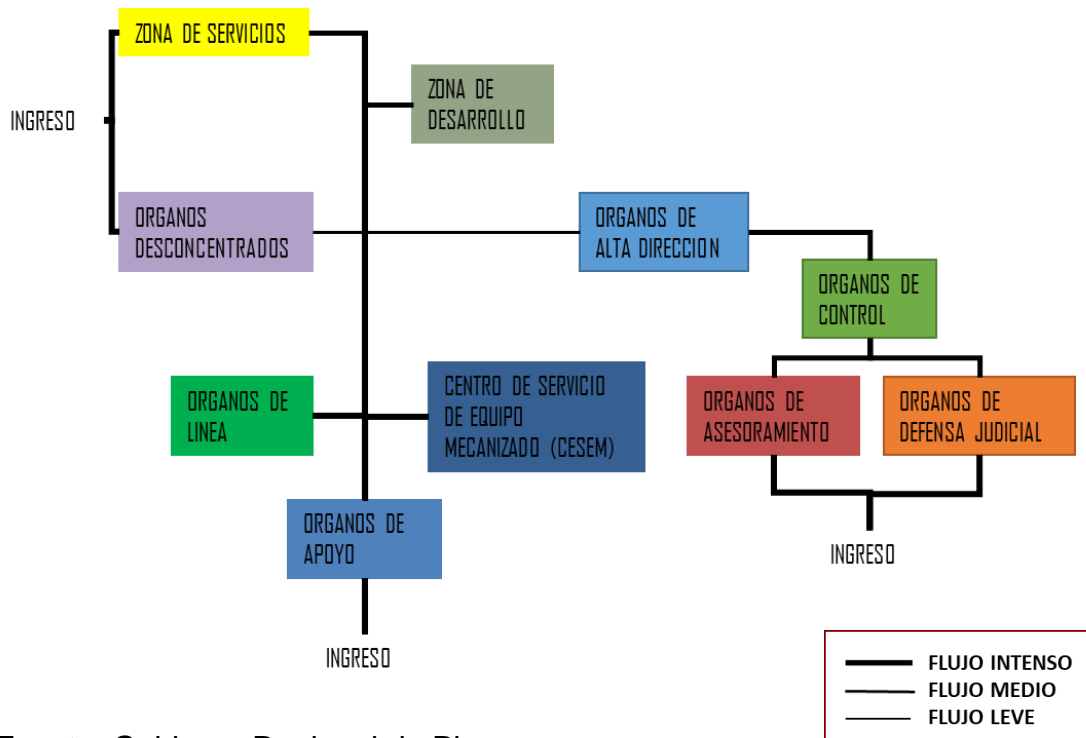 ZONA DE SERVICIOS
ZONA DE
DESARROLLO
INGRESO
ORGANOS
DESCONCENTRADOS
ORGANOS DE
ALTA DIRECCION
ORGANOS DE
CONTROL
ORGANOS DE
LINEA
CENTRO DE SERVICIO
DE EQUIPO
MECANIZADO (CESEM)
ORGANOS DE
ASESORAMIENTO
ORGANOS DE
DEFENSA JUDICIAL
ORGANOS DE
APOYO
INGRESO
INGRESO
FLUJO INTENSO
FLUJO MEDIO
FLUJO LEVE